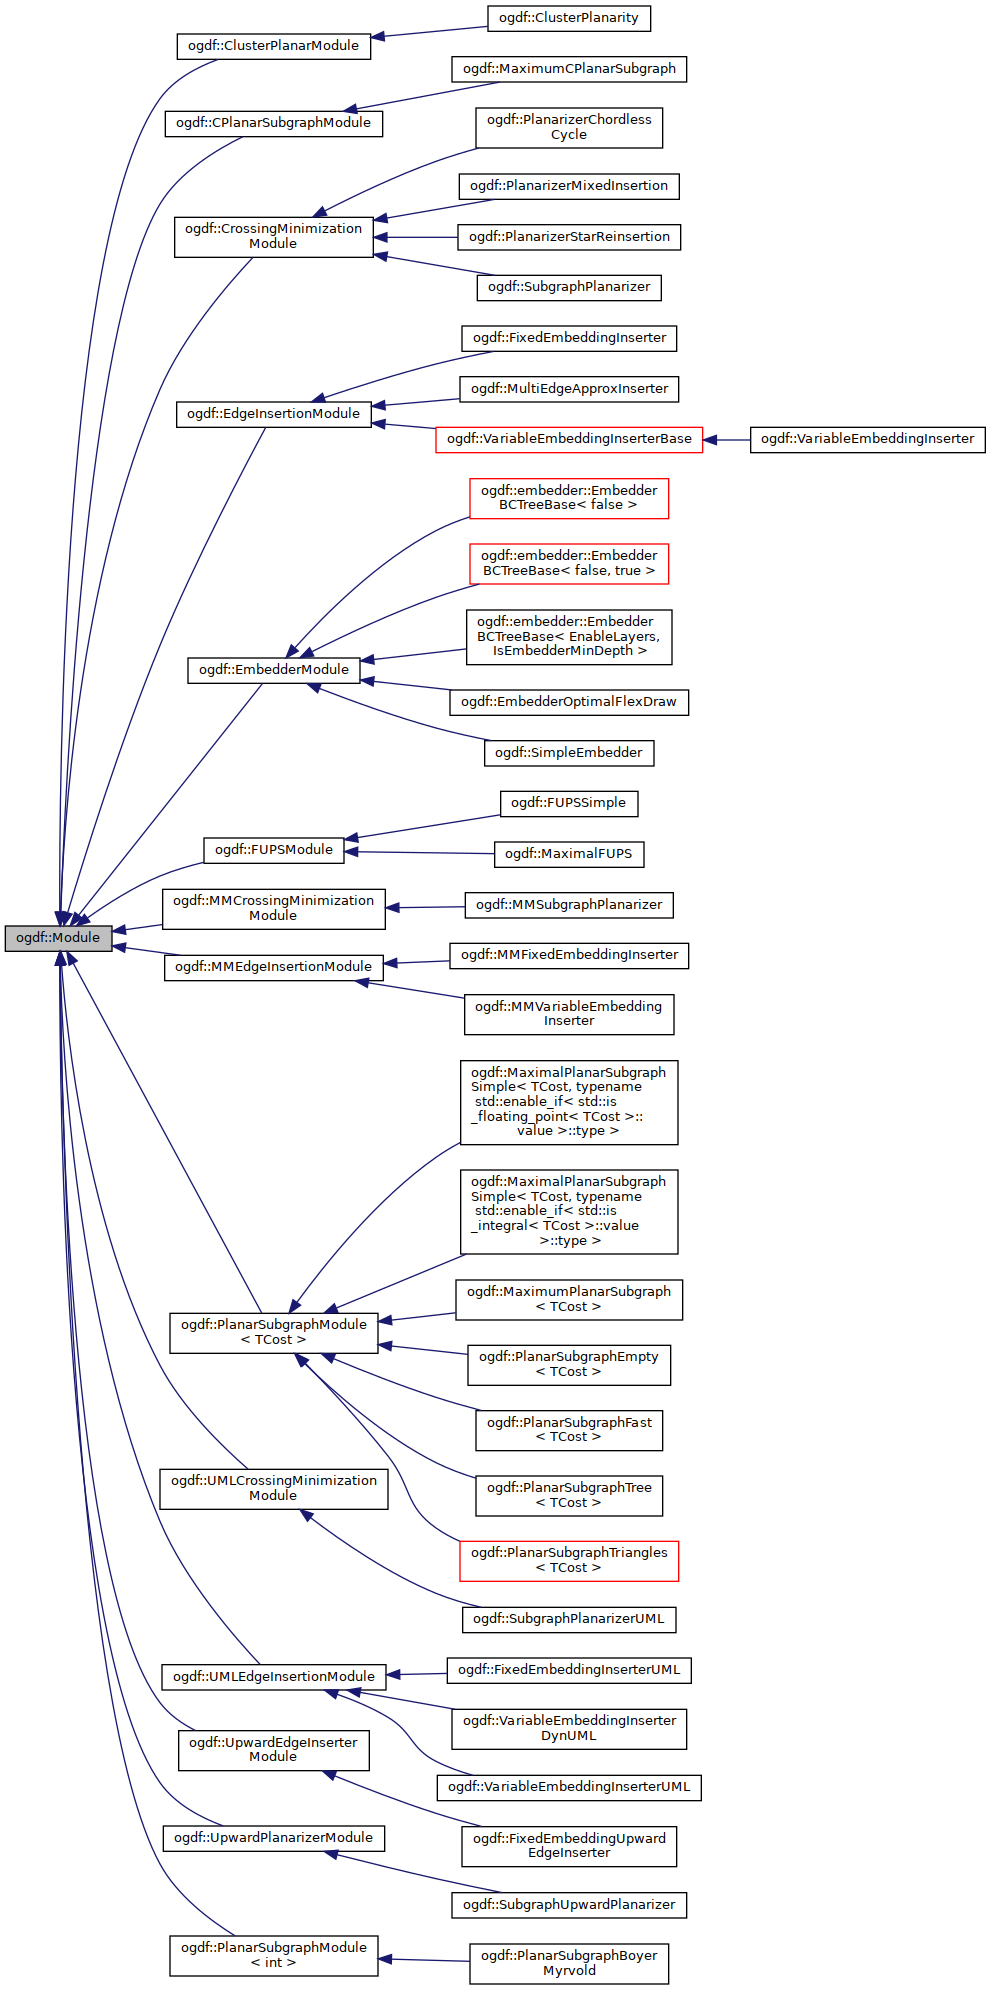 ogdf::ClusterPlanarity
ogdf::ClusterPlanarModule
ogdf::MaximumCPlanarSubgraph
ogdf::CPlanarSubgraphModule
ogdf::PlanarizerChordless
Cycle
ogdf::PlanarizerMixedInsertion
ogdf::CrossingMinimization
Module
ogdf::PlanarizerStarReinsertion
ogdf::SubgraphPlanarizer
ogdf::FixedEmbeddingInserter
ogdf::MultiEdgeApproxInserter
ogdf::EdgeInsertionModule
ogdf::VariableEmbeddingInserterBase
ogdf::VariableEmbeddingInserter
ogdf::embedder::Embedder
BCTreeBase< false >
ogdf::embedder::Embedder
BCTreeBase< false, true >
ogdf::embedder::Embedder
BCTreeBase< EnableLayers,
IsEmbedderMinDepth >
ogdf::EmbedderModule
ogdf::EmbedderOptimalFlexDraw
ogdf::SimpleEmbedder
ogdf::FUPSSimple
ogdf::FUPSModule
ogdf::MaximalFUPS
ogdf::MMCrossingMinimization
Module
ogdf::MMSubgraphPlanarizer
ogdf::Module
ogdf::MMFixedEmbeddingInserter
ogdf::MMEdgeInsertionModule
ogdf::MMVariableEmbedding
Inserter
ogdf::MaximalPlanarSubgraph
Simple< TCost, typename
std::enable_if< std::is
_floating_point< TCost >::
value >::type >
ogdf::MaximalPlanarSubgraph
Simple< TCost, typename
std::enable_if< std::is
_integral< TCost >::value
>::type >
ogdf::MaximumPlanarSubgraph
< TCost >
ogdf::PlanarSubgraphModule
< TCost >
ogdf::PlanarSubgraphEmpty
< TCost >
ogdf::PlanarSubgraphFast
< TCost >
ogdf::UMLCrossingMinimization
Module
ogdf::PlanarSubgraphTree
< TCost >
ogdf::PlanarSubgraphTriangles
< TCost >
ogdf::SubgraphPlanarizerUML
ogdf::FixedEmbeddingInserterUML
ogdf::UMLEdgeInsertionModule
ogdf::VariableEmbeddingInserter
DynUML
ogdf::UpwardEdgeInserter
Module
ogdf::VariableEmbeddingInserterUML
ogdf::UpwardPlanarizerModule
ogdf::FixedEmbeddingUpward
EdgeInserter
ogdf::SubgraphUpwardPlanarizer
ogdf::PlanarSubgraphModule
< int >
ogdf::PlanarSubgraphBoyer
Myrvold